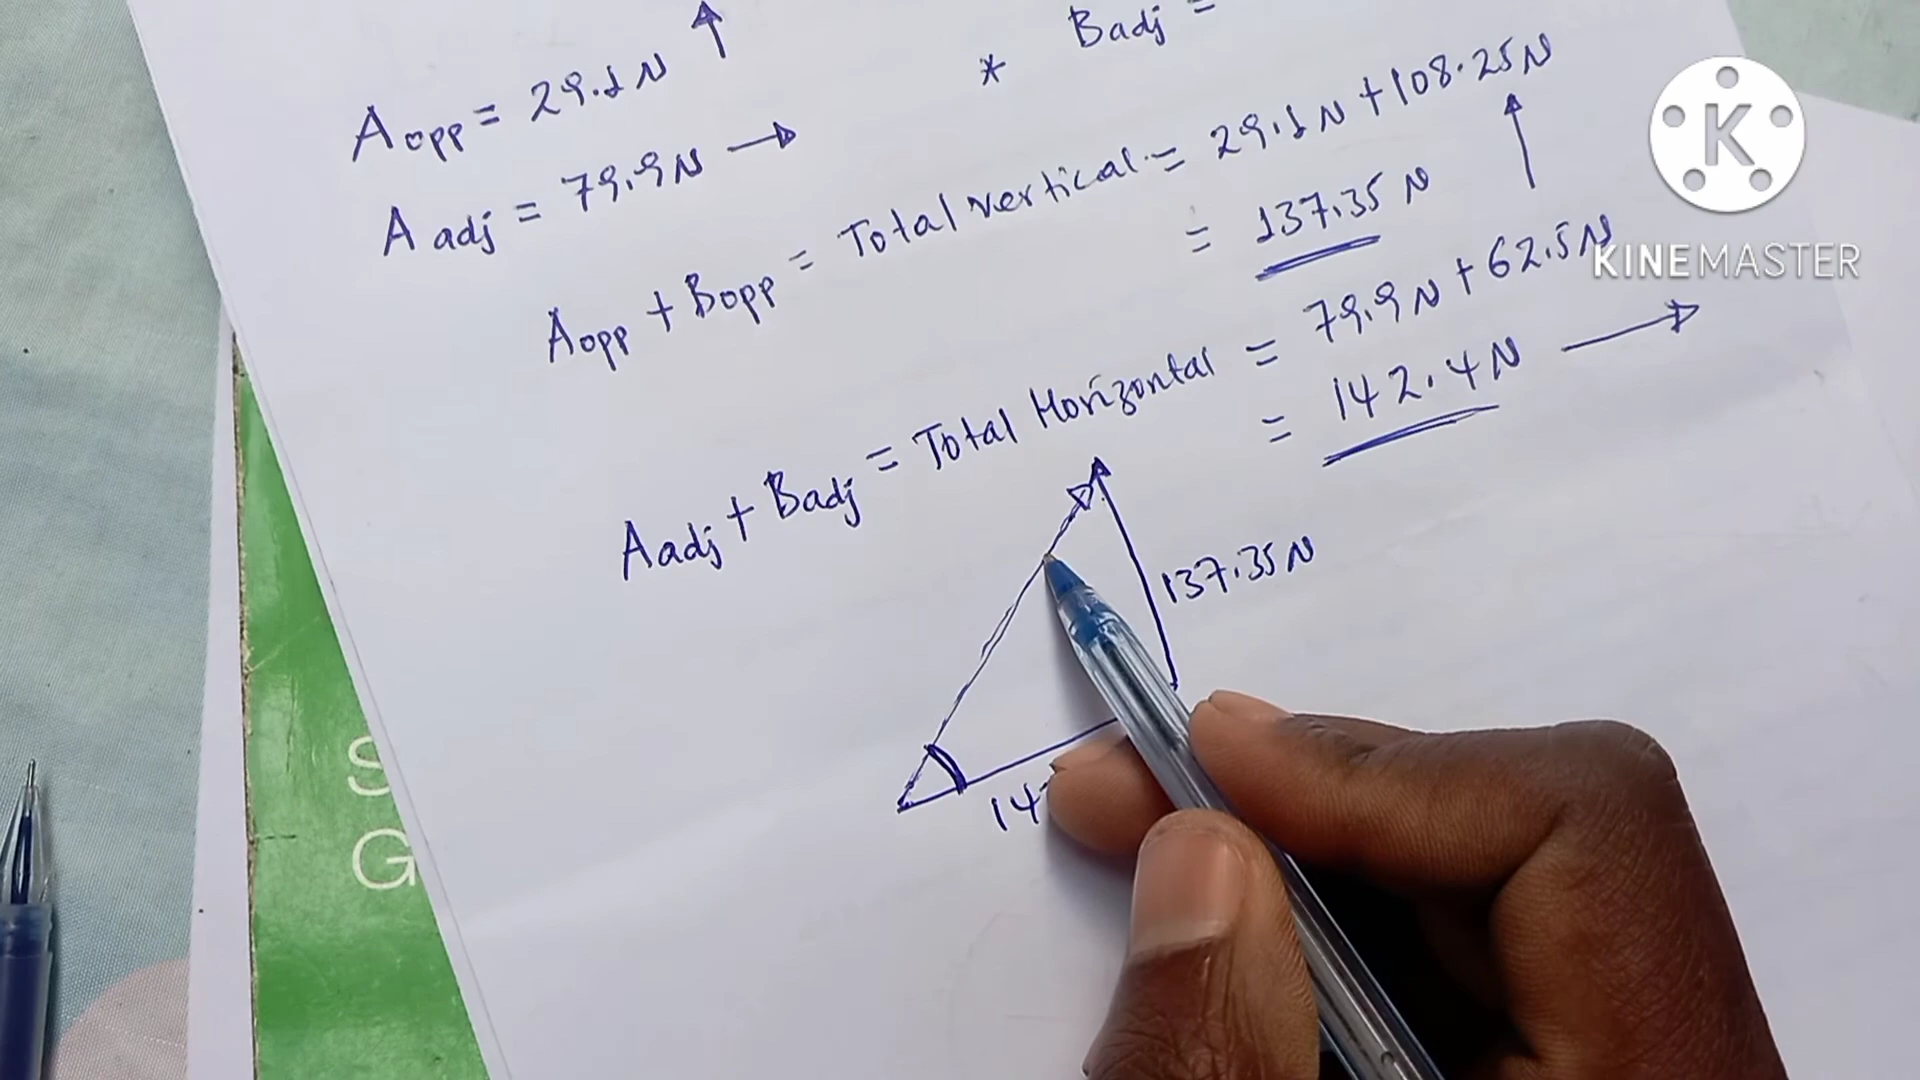 Aopp = 29.1N ↑
* Badj =
Aadj = 79.9N →
Aopp + Bopp = Total vertical = 29.1N + 108.25N
= 137.35 N ↑
Aadj + Badj = Total Horizontal = 79.9N + 62.5N
= 142.4N →
137.35N
14
K
KINEMASTER
S
G